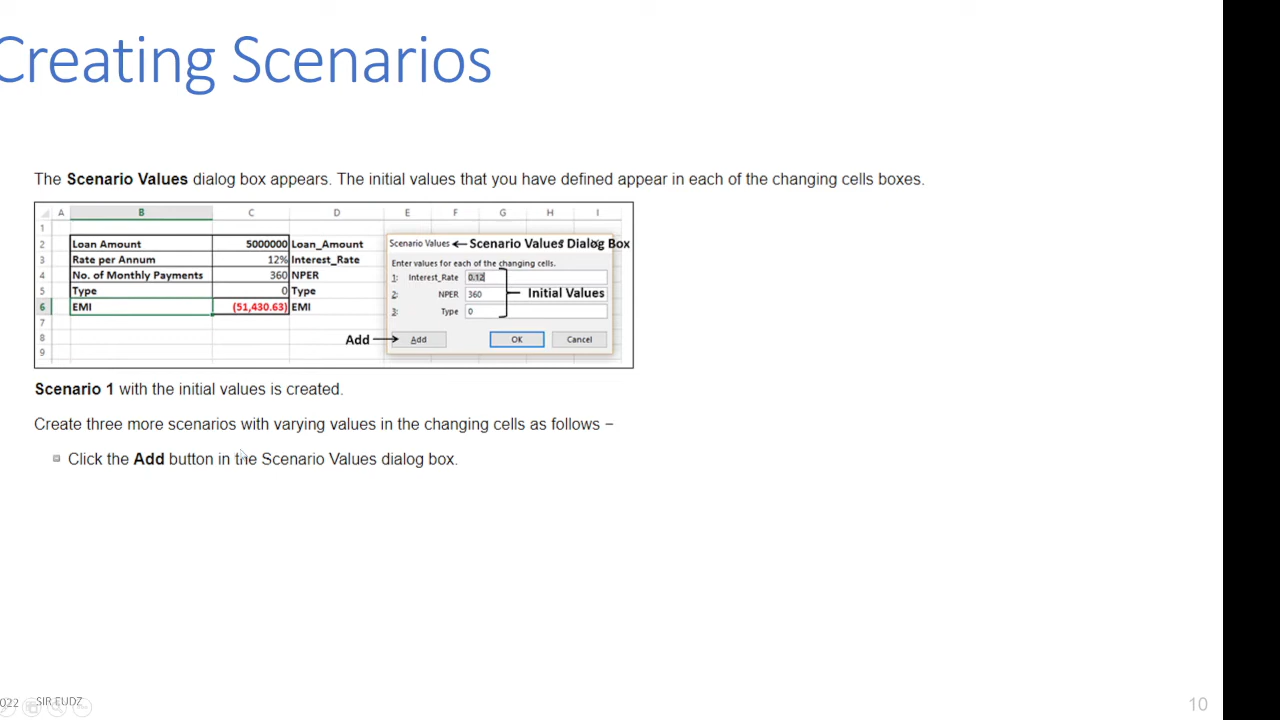 Creating Scenarios
The Scenario Values dialog box appears. The initial values that you have defined appear in each of the changing cells boxes.
A B C D E F G H I
1
2 Loan Amount 5000000 Loan_Amount
3 Rate per Annum 12% Interest_Rate
4 No. of Monthly Payments 360 NPER
5 Type 0 Type
6 EMI (51,430.63) EMI
7
8
9
Scenario Values Scenario Values Dialog Box
Enter values for each of the changing cells.
1: Interest_Rate 0.12
2: NPER 360 Initial Values
3: Type 0
Add Add OK Cancel
Scenario 1 with the initial values is created.
Create three more scenarios with varying values in the changing cells as follows −
Click the Add button in the Scenario Values dialog box.
022 SIR EUDZ 10